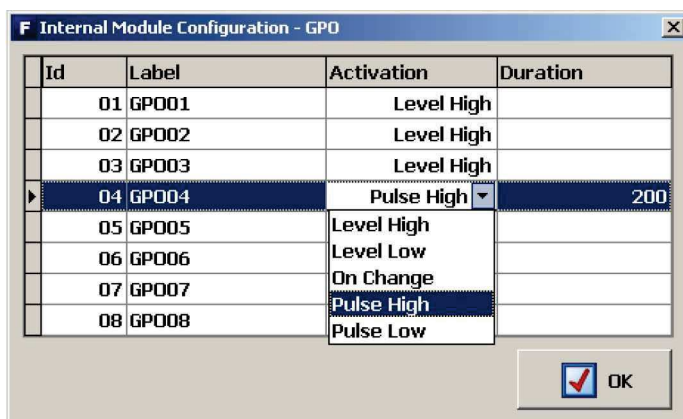 F Internal Module Configuration - GPO
Id Label Activation Duration
01 GPO01 Level High
02 GPO02 Level High
03 GPO03 Level High
04 GPO04 Pulse High 200
05 GPO05 Level High
06 GPO06 Level Low
On Change
07 GPO07 Pulse High
08 GPO08 Pulse Low
OK